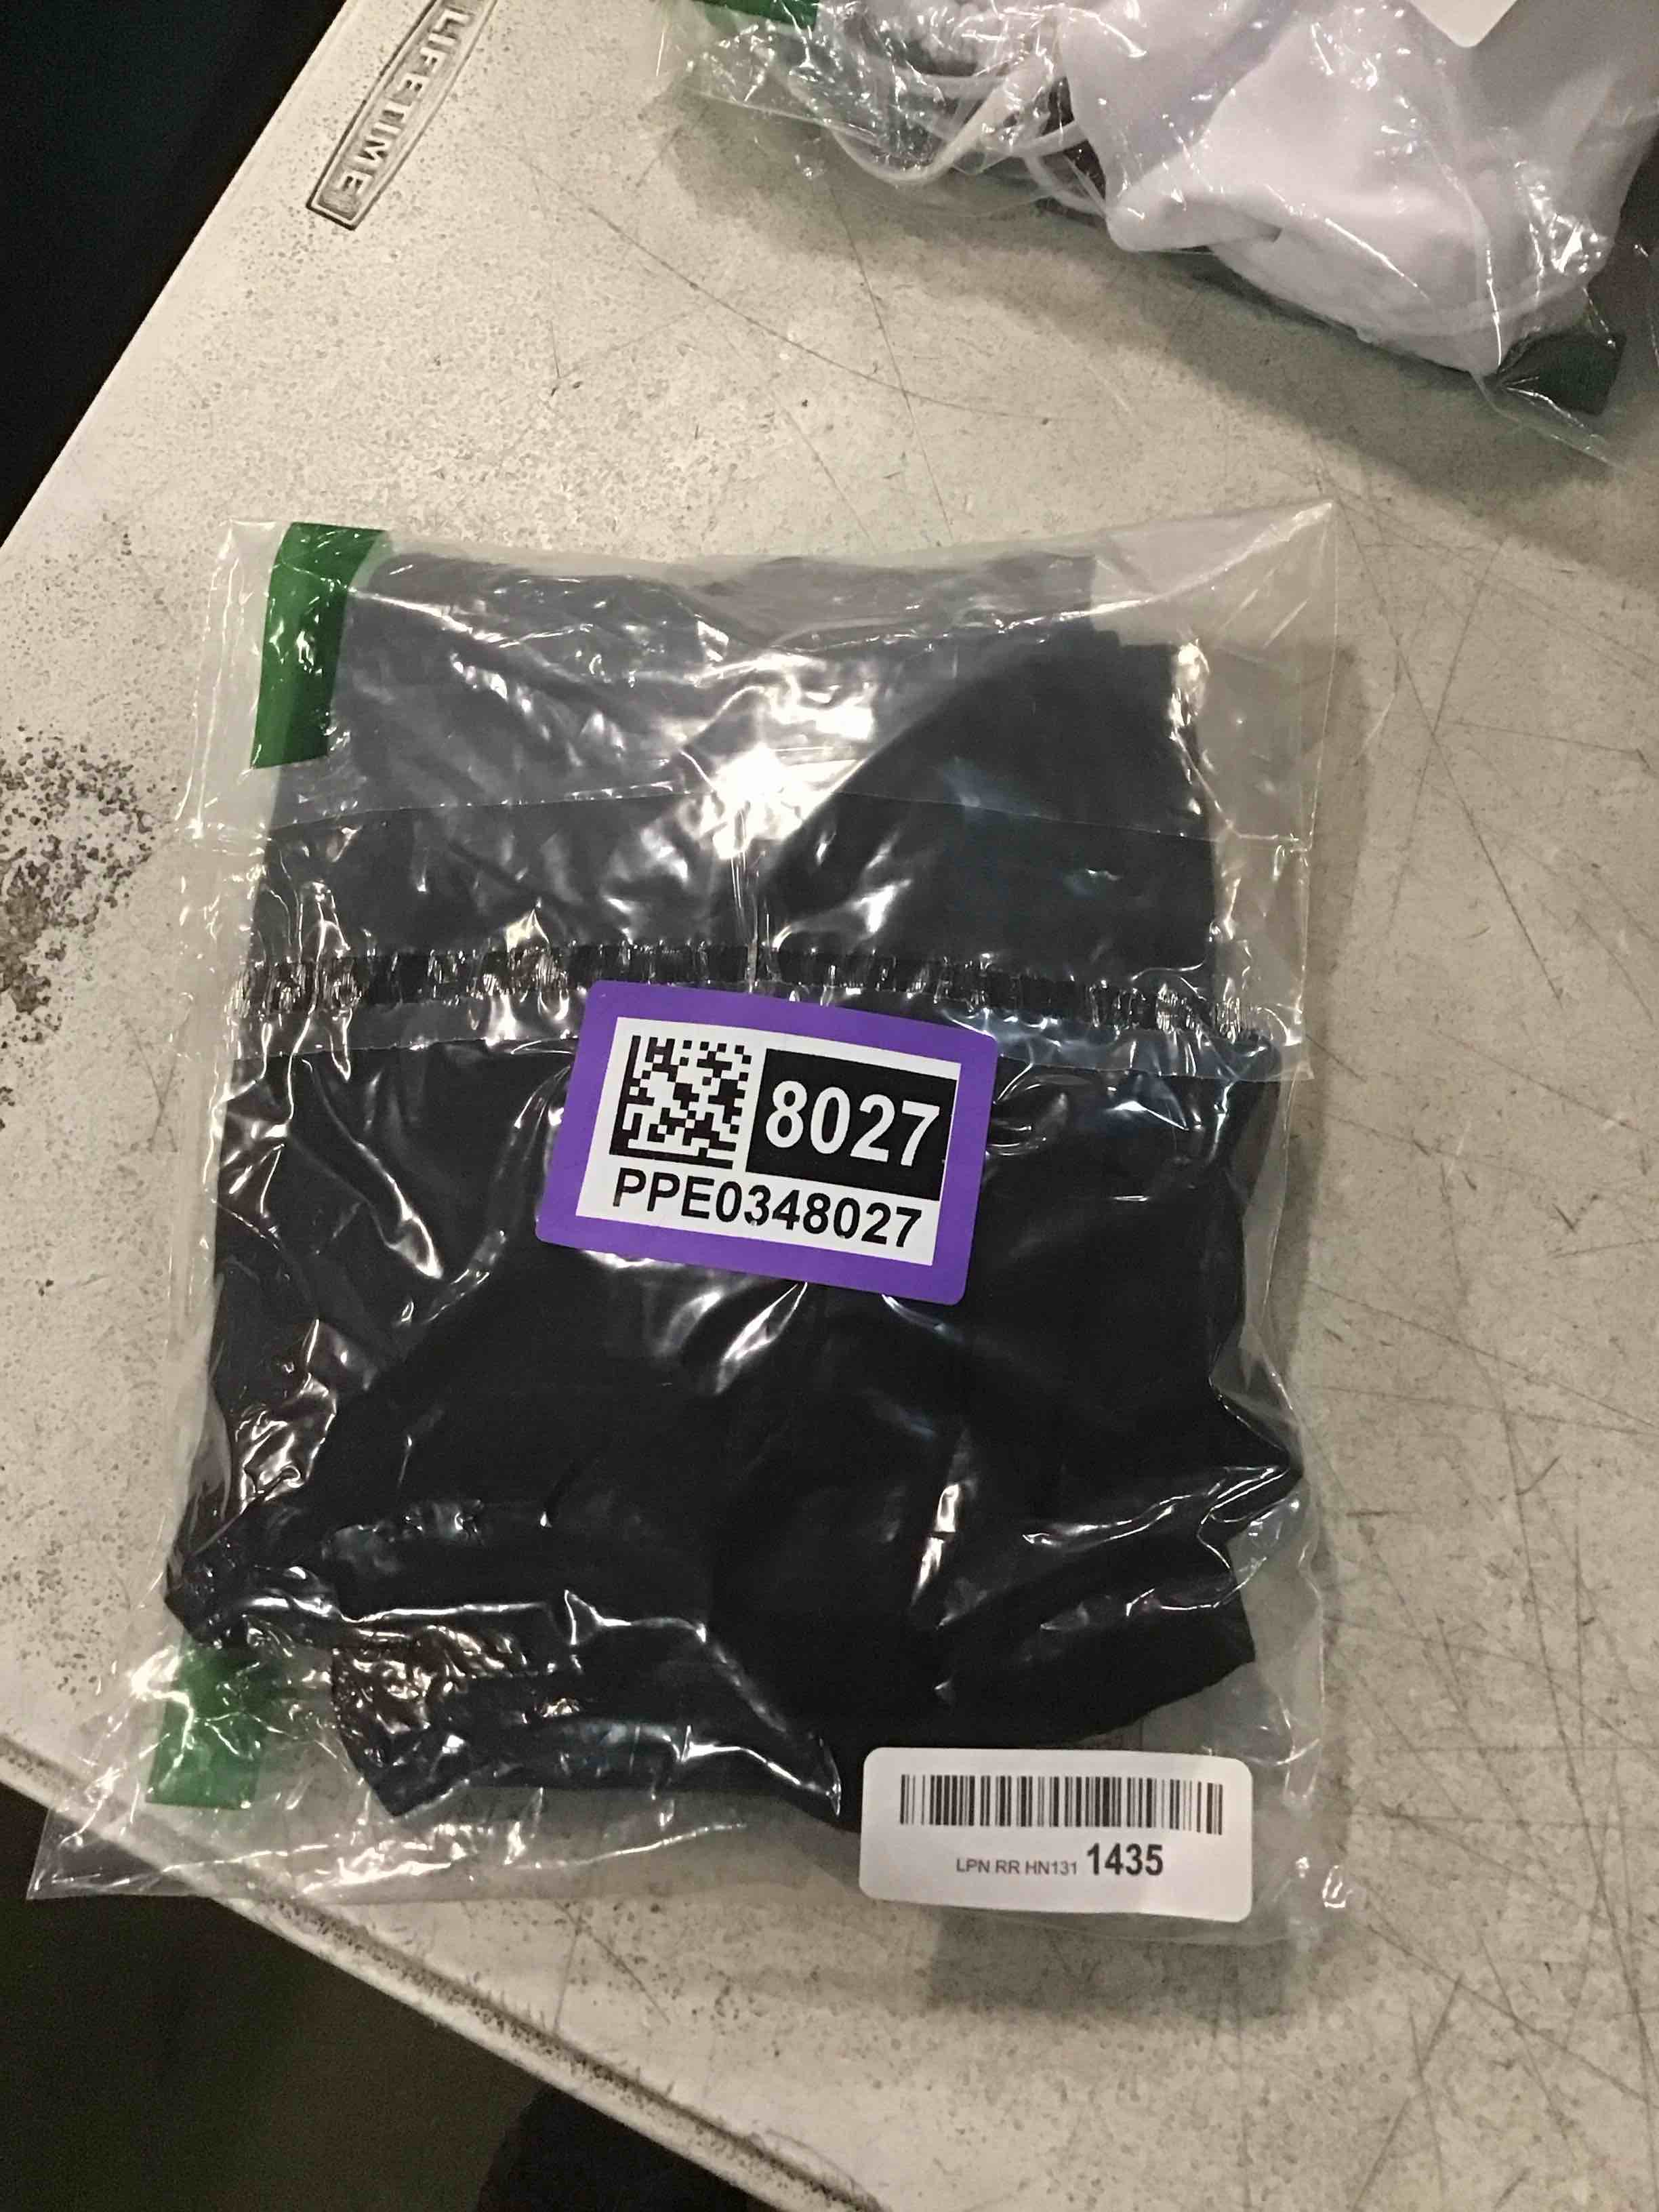 LIFETIME
8027
PPE0348027
LPN RR HN131 1435